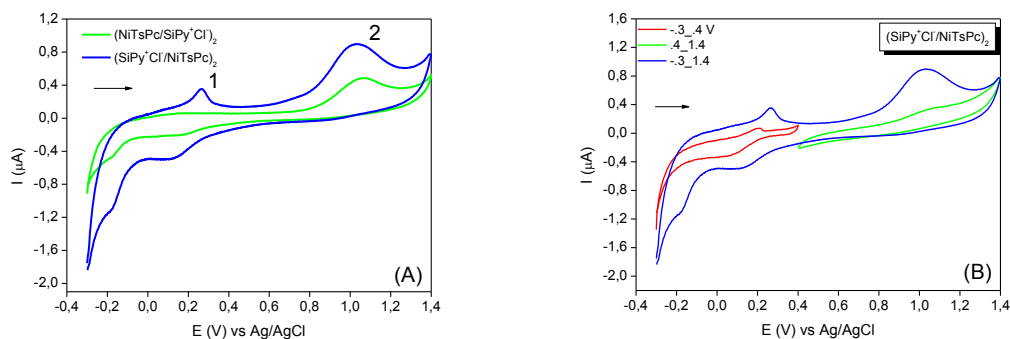 1,2
0,8
0,4
0,0
-0,4
-0,8
-1,2
-1,6
-2,0
I (μA)
(NiTsPc/SiPy⁺Cl⁻)₂
(SiPy⁺Cl⁻/NiTsPc)₂
1
2
(A)
-0,4 -0,2 0,0 0,2 0,4 0,6 0,8 1,0 1,2 1,4
E (V) vs Ag/AgCl
1,6
1,2
0,8
0,4
0,0
-0,4
-0,8
-1,2
-1,6
-2,0
I (μA)
-.3_.4 V
.4_1.4
-.3_1.4
(SiPy⁺Cl⁻/NiTsPc)₂
(B)
-0,4 -0,2 0,0 0,2 0,4 0,6 0,8 1,0 1,2 1,4
E (V) vs Ag/AgCl